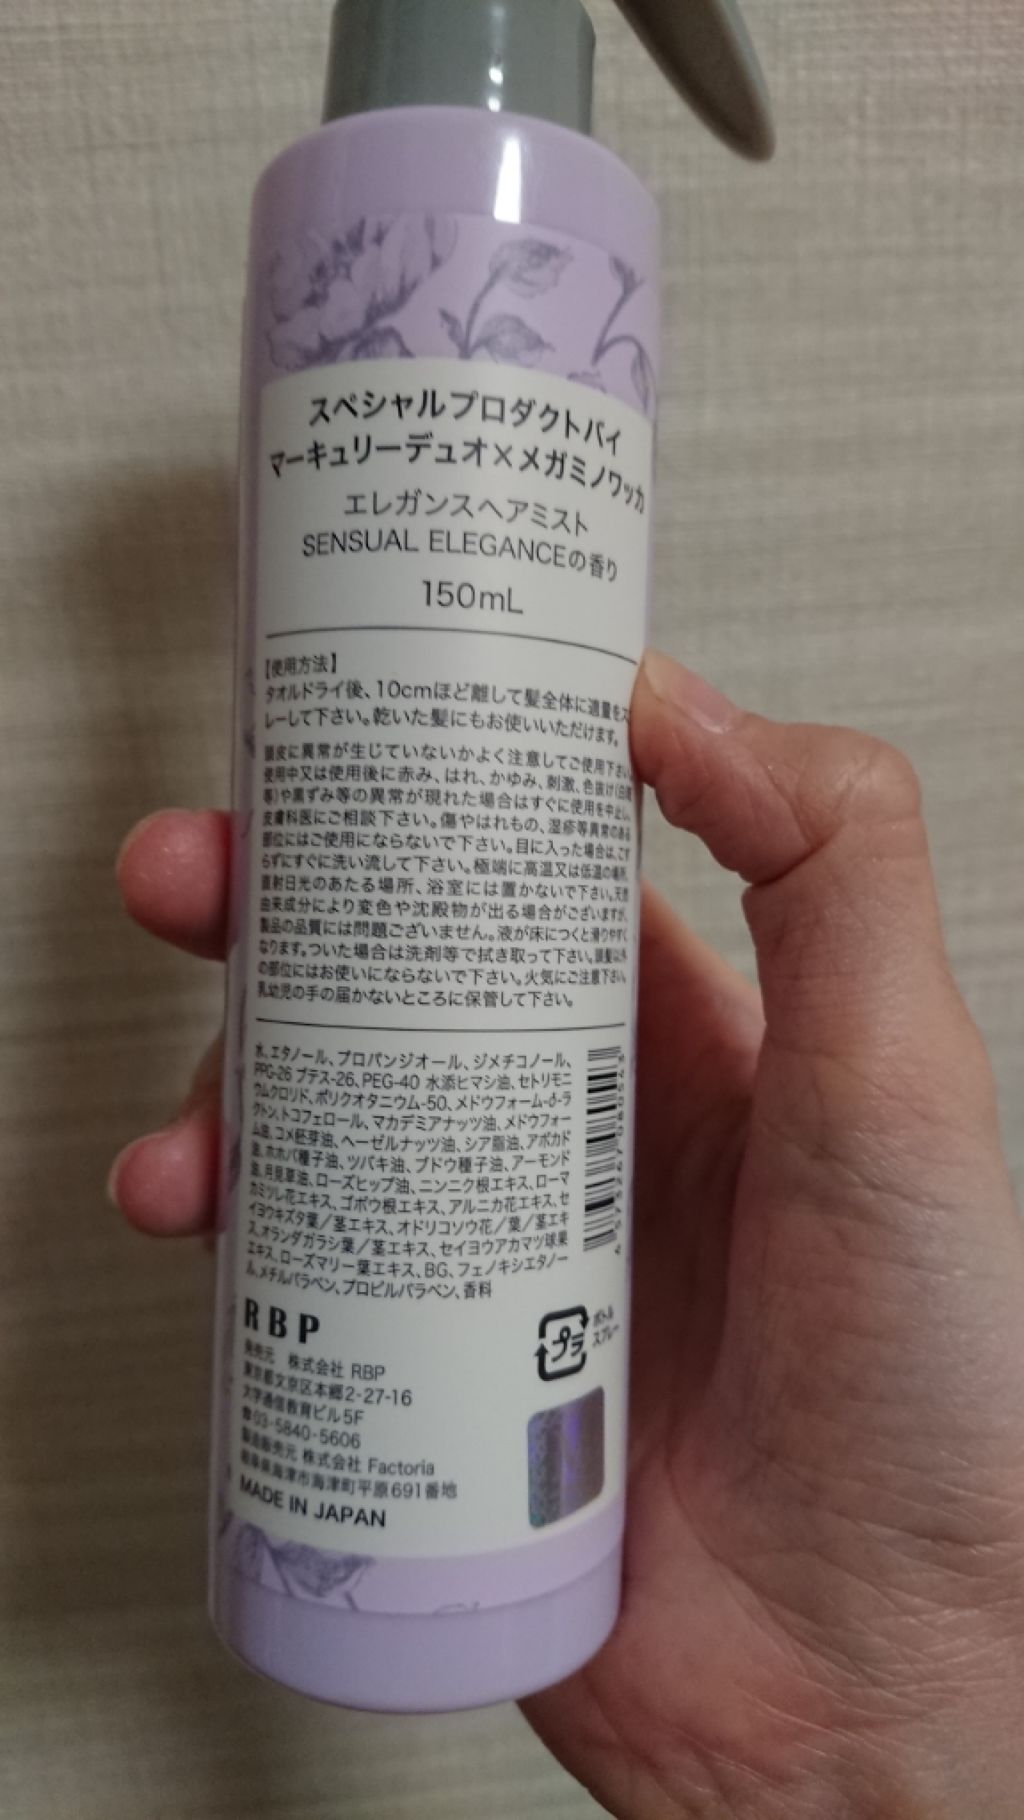 スペシャルプロダクトバイ
マーキュリーデュオ×メガミノワッカ
エレガンスヘアミスト
SENSUAL ELEGANCEの香り
150mL
【使用方法】
タオルドライ後、10cmほど離して髪全体に適量をス
レーして下さい。乾いた髪にもお使いいただけます。
頭皮に異常が生じていないかよく注意してご使用下さい。
使用中又は使用後に赤み、はれ、かゆみ、刺激、色抜け(白斑
等)や黒ずみ等の異常が現れた場合はすぐに使用を中止し、
皮膚科医にご相談下さい。傷やはれもの、湿疹等異常のある
部位にはご使用にならないで下さい。目に入った場合は、こす
らずにすぐに洗い流して下さい。極端に高温又は低温の場所、
直射日光のあたる場所、浴室には置かないで下さい。天然
由来成分により変色や沈殿物が出る場合がございますが、
製品の品質には問題ございません。液が床につくと滑りやすく
なります。ついた場合は洗剤等で拭き取って下さい。頭髪以外
の部位にはお使いにならないで下さい。火気にご注意下さい。
乳幼児の手の届かないところに保管して下さい。
水、エタノール、プロパンジオール、ジメチコノール、
PPG-26 ブテス-26、PEG-40 水添ヒマシ油、セトリモニ
ウムクロリド、ポリクオタニウム-50、メドウフォーム-δ-ラ
クトン、トコフェロール、マカデミアナッツ油、メドウフォー
ム油、コメ胚芽油、ヘーゼルナッツ油、シア脂油、アボカド
油、ホホバ種子油、ツバキ油、ブドウ種子油、アーモンド
油、月見草油、ローズヒップ油、ニンニク根エキス、ローマ
カミツレ花エキス、ゴボウ根エキス、アルニカ花エキス、セ
イヨウキズタ葉／茎エキス、オドリコソウ花／葉／茎エキ
ス、オランダガラシ葉／茎エキス、セイヨウアカマツ球果
エキス、ローズマリー葉エキス、BG、フェノキシエタノー
ル、メチルパラベン、プロピルパラベン、香料
RBP
プラ
ボトル
スプレー
発売元 株式会社 RBP
東京都文京区本郷2-27-16
大学通信教育ビル5F
☎03-5840-5606
製造販売元 株式会社 Factoria
岐阜県海津市海津町平原691番地
MADE IN JAPAN